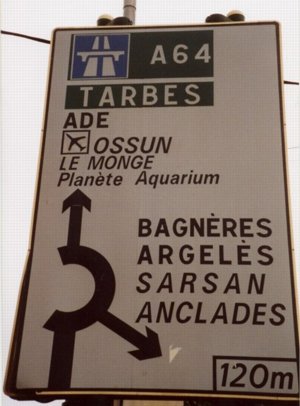 A64
TARBES
ADE
OSSUN
LE MONGE
Planète Aquarium
BAGNÈRES
ARGELÈS
SARSAN
ANCLADES
120m